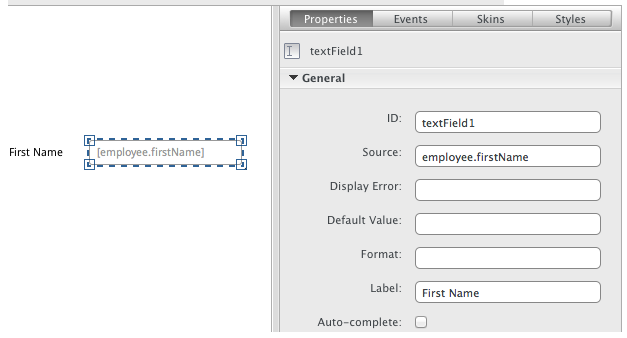 First Name
[employee.firstName]
Properties
Events
Skins
Styles
textField1
General
ID:
textField1
Source:
employee.firstName
Display Error:
Default Value:
Format:
Label:
First Name
Auto-complete: